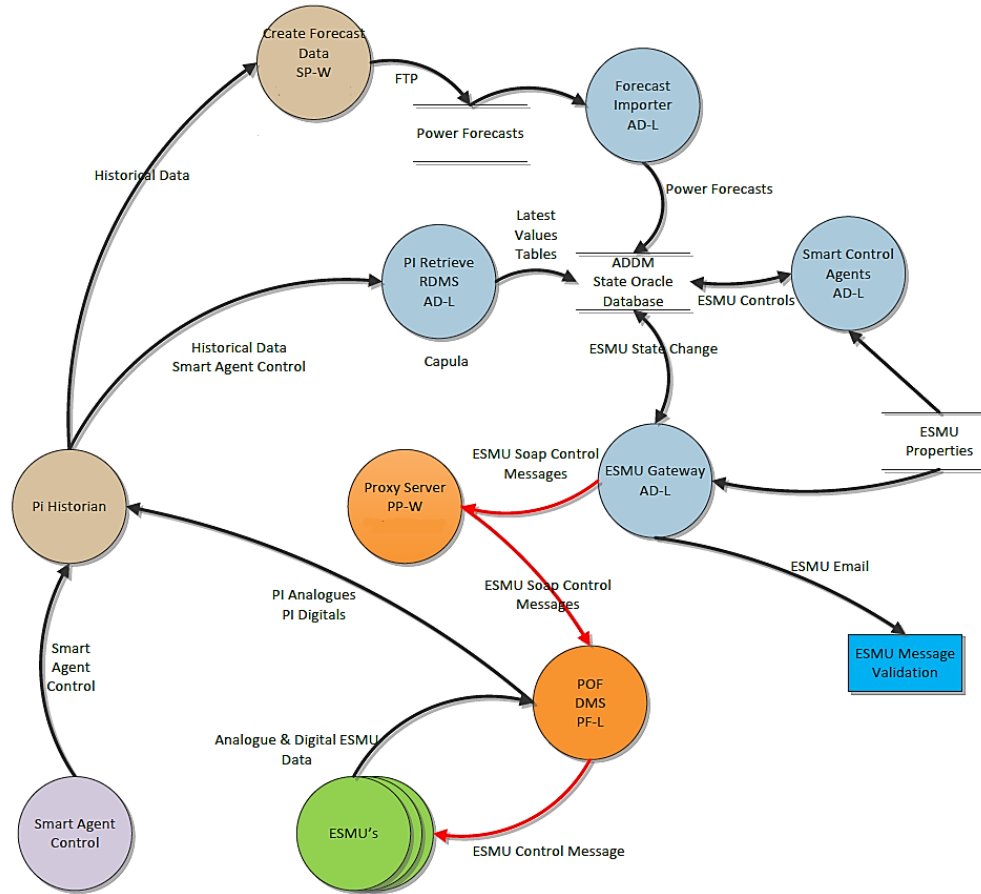 Create Forecast
Data
SP-W
FTP
Power Forecasts
Forecast
Importer
AD-L
Historical Data
Power Forecasts
Latest
Values
Tables
PI Retrieve
RDMS
AD-L
ADDM
State Oracle
Database
Smart Control
Agents
AD-L
ESMU Controls
Historical Data
Smart Agent Control
Capula
ESMU State Change
ESMU
Properties
ESMU Soap Control
Messages
ESMU Gateway
AD-L
Proxy Server
PP-W
Pi Historian
ESMU Email
PI Analogues
PI Digitals
ESMU Soap Control
Messages
Smart
Agent
Control
ESMU Message
Validation
POF
DMS
PF-L
Analogue & Digital ESMU
Data
Smart Agent
Control
ESMU's
ESMU Control Message